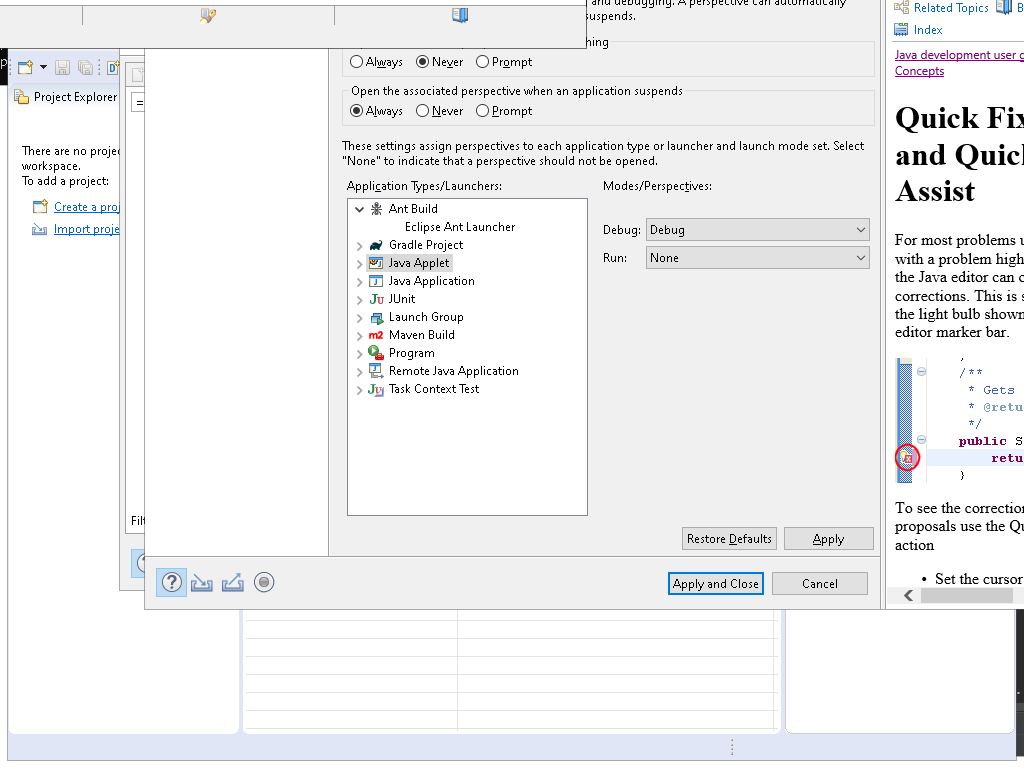 and debugging. A perspective can automatically
suspends.
hing
Always
Never
Prompt
Open the associated perspective when an application suspends
Always
Never
Prompt
These settings assign perspectives to each application type or launcher and launch mode set. Select
"None" to indicate that a perspective should not be opened.
Application Types/Launchers:
Modes/Perspectives:
Ant Build
Eclipse Ant Launcher
Gradle Project
Java Applet
Java Application
JUnit
Launch Group
Maven Build
Program
Remote Java Application
Task Context Test
Debug:
Debug
Run:
None
Restore Defaults
Apply
Apply and Close
Cancel
Project Explorer
There are no proje
workspace.
To add a project:
Create a proj
Import proje
=
Filt
Related Topics
B
Index
Java development user g
Concepts
Quick Fix
and Quick
Assist
For most problems u
with a problem high
the Java editor can o
corrections. This is s
the light bulb shown
editor marker bar.
/**
* Gets
* @retu
*/
public S
retu
}
To see the correction
proposals use the Qu
action
• Set the cursor